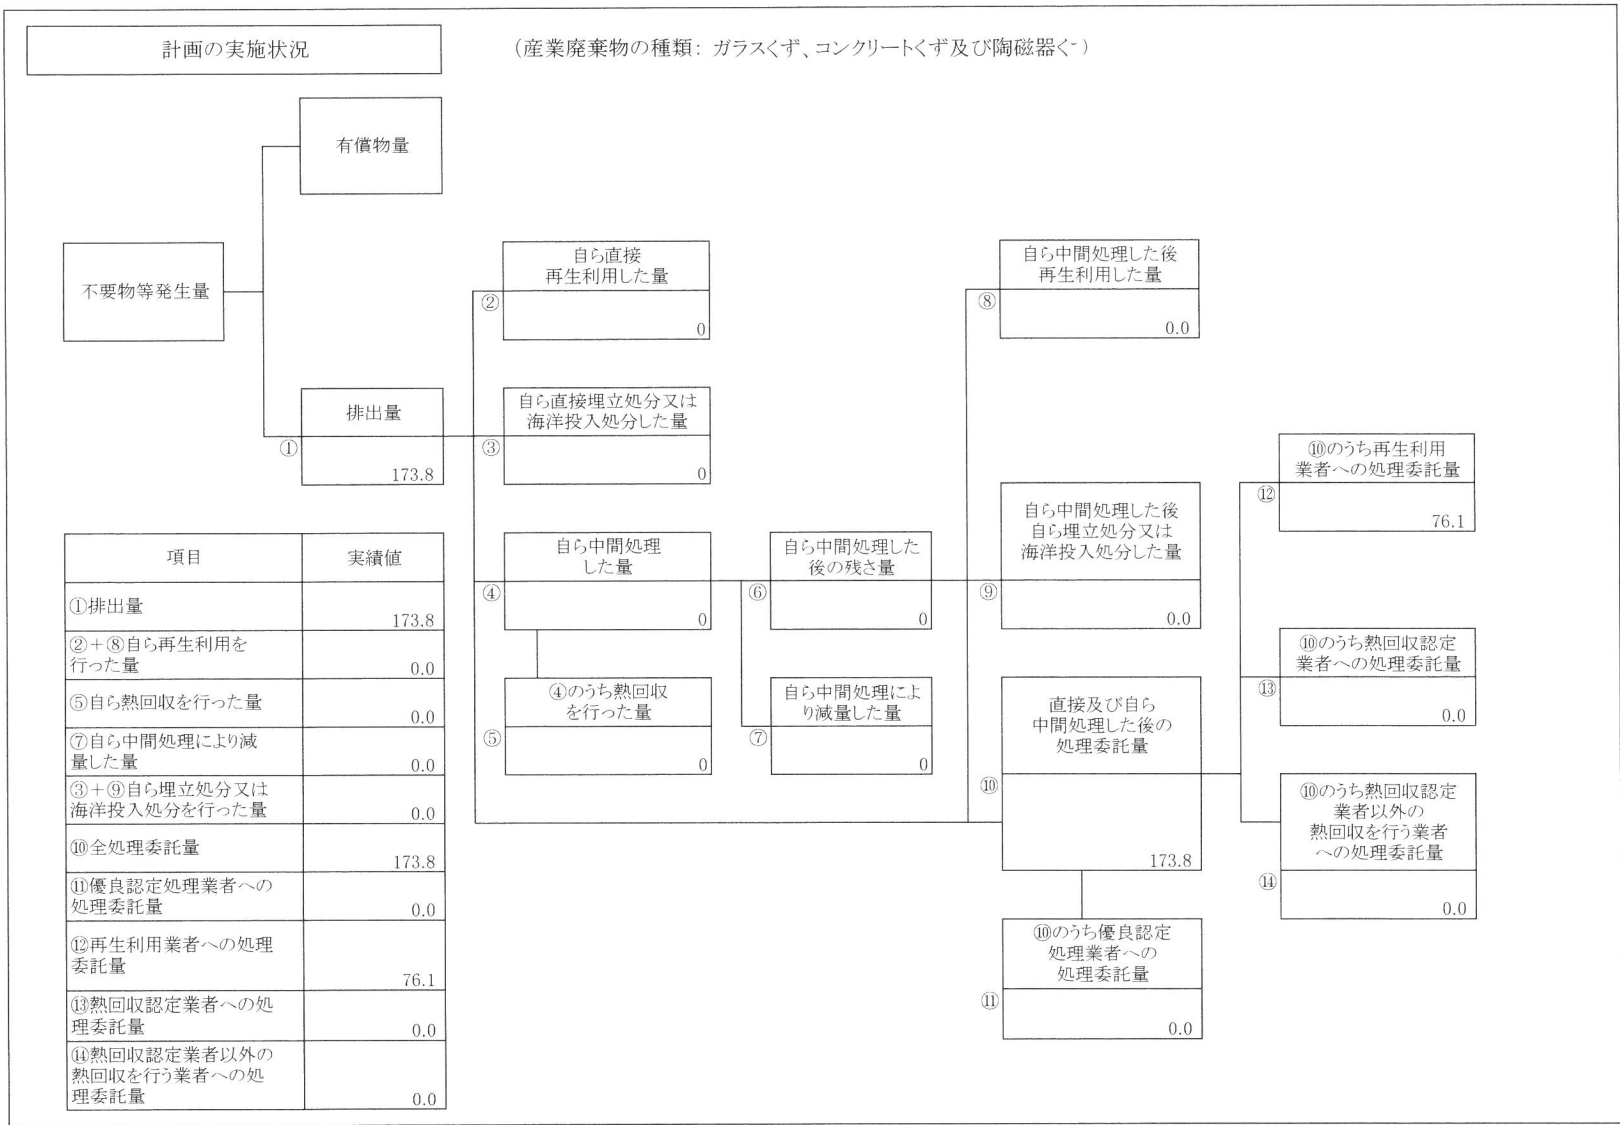 計画の実施状況
(産業廃棄物の種類: ガラスくず、コンクリートくず及び陶磁器く)
有償物量
不要物等発生量
排出量
①
173.8
自ら直接
再生利用した量
②
0
自ら直接埋立処分又は
海洋投入処分した量
③
0
自ら中間処理
した量
④
0
④のうち熱回収
を行った量
⑤
0
自ら中間処理した
後の残さ量
⑥
0
自ら中間処理によ
り減量した量
⑦
0
自ら中間処理した後
再生利用した量
⑧
0.0
自ら中間処理した後
自ら埋立処分又は
海洋投入処分した量
⑨
0.0
直接及び自ら
中間処理した後の
処理委託量
⑩
173.8
⑩のうち優良認定
処理業者への
処理委託量
⑪
0.0
⑩のうち再生利用
業者への処理委託量
⑫
76.1
⑩のうち熱回収認定
業者への処理委託量
⑬
0.0
⑩のうち熱回収認定
業者以外の
熱回収を行う業者
への処理委託量
⑭
0.0
項目 実績値
①排出量
173.8
②+⑧自ら再生利用を
行った量
0.0
⑤自ら熱回収を行った量
0.0
⑦自ら中間処理により減
量した量
0.0
③+⑨自ら埋立処分又は
海洋投入処分を行った量
0.0
⑩全処理委託量
173.8
⑪優良認定処理業者への
処理委託量
0.0
⑫再生利用業者への処理
委託量
76.1
⑬熱回収認定業者への処
理委託量
0.0
⑭熱回収認定業者以外の
熱回収を行う業者への処
理委託量
0.0